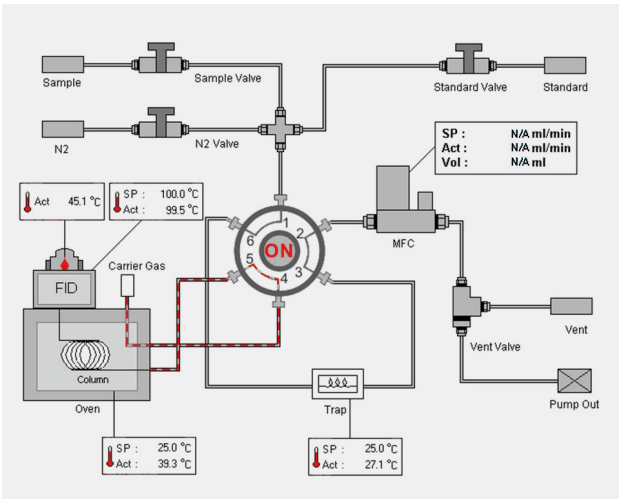 Sample
Sample Valve
Standard Valve
Standard
N2
N2 Valve
SP : N/A ml/min
Act : N/A ml/min
Vol : N/A ml
Act 45.1 °C
SP : 100.0 °C
Act : 99.5 °C
1
2
3
4
5
6
ON
MFC
FID
Carrier Gas
Column
Oven
Vent
Vent Valve
Trap
Pump Out
SP : 25.0 °C
Act : 39.3 °C
SP : 25.0 °C
Act : 27.1 °C